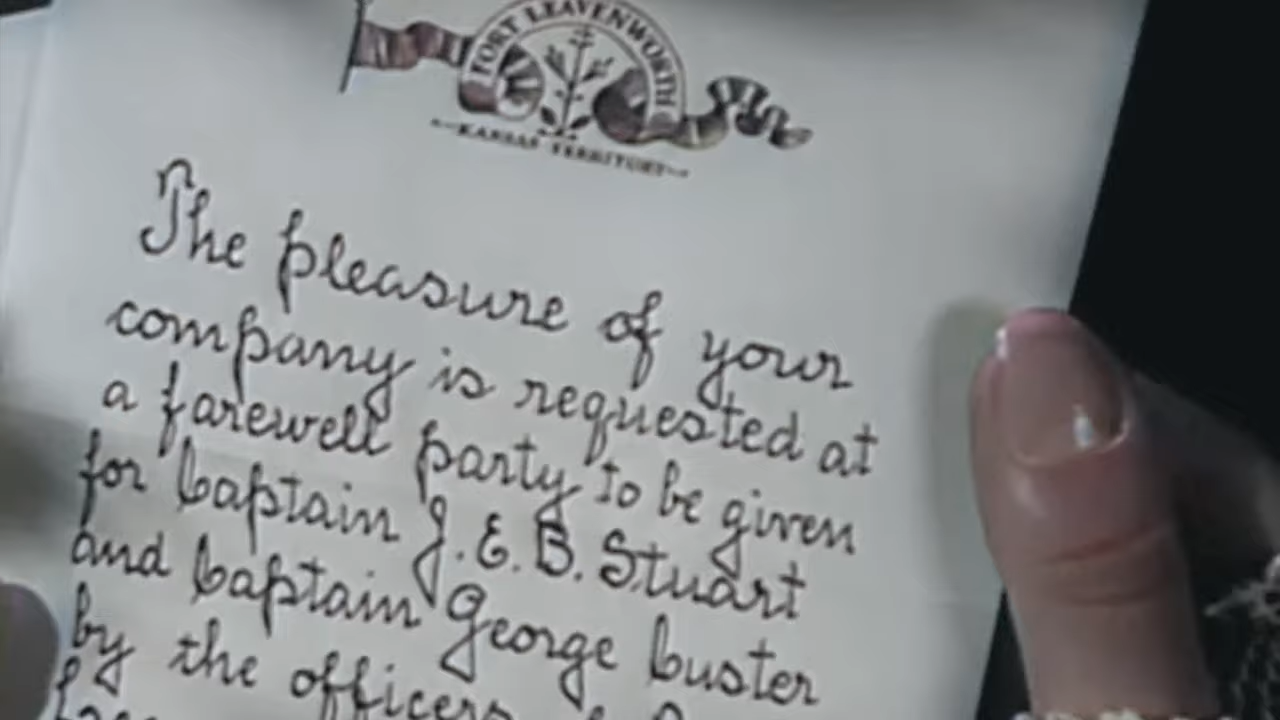 FORT LEAVENWORTH
KANSAS TERRITORY
The pleasure of your
company is requested at
a farewell party to be given
for Captain J.E.B. Stuart
and Captain George Custer
by the officers